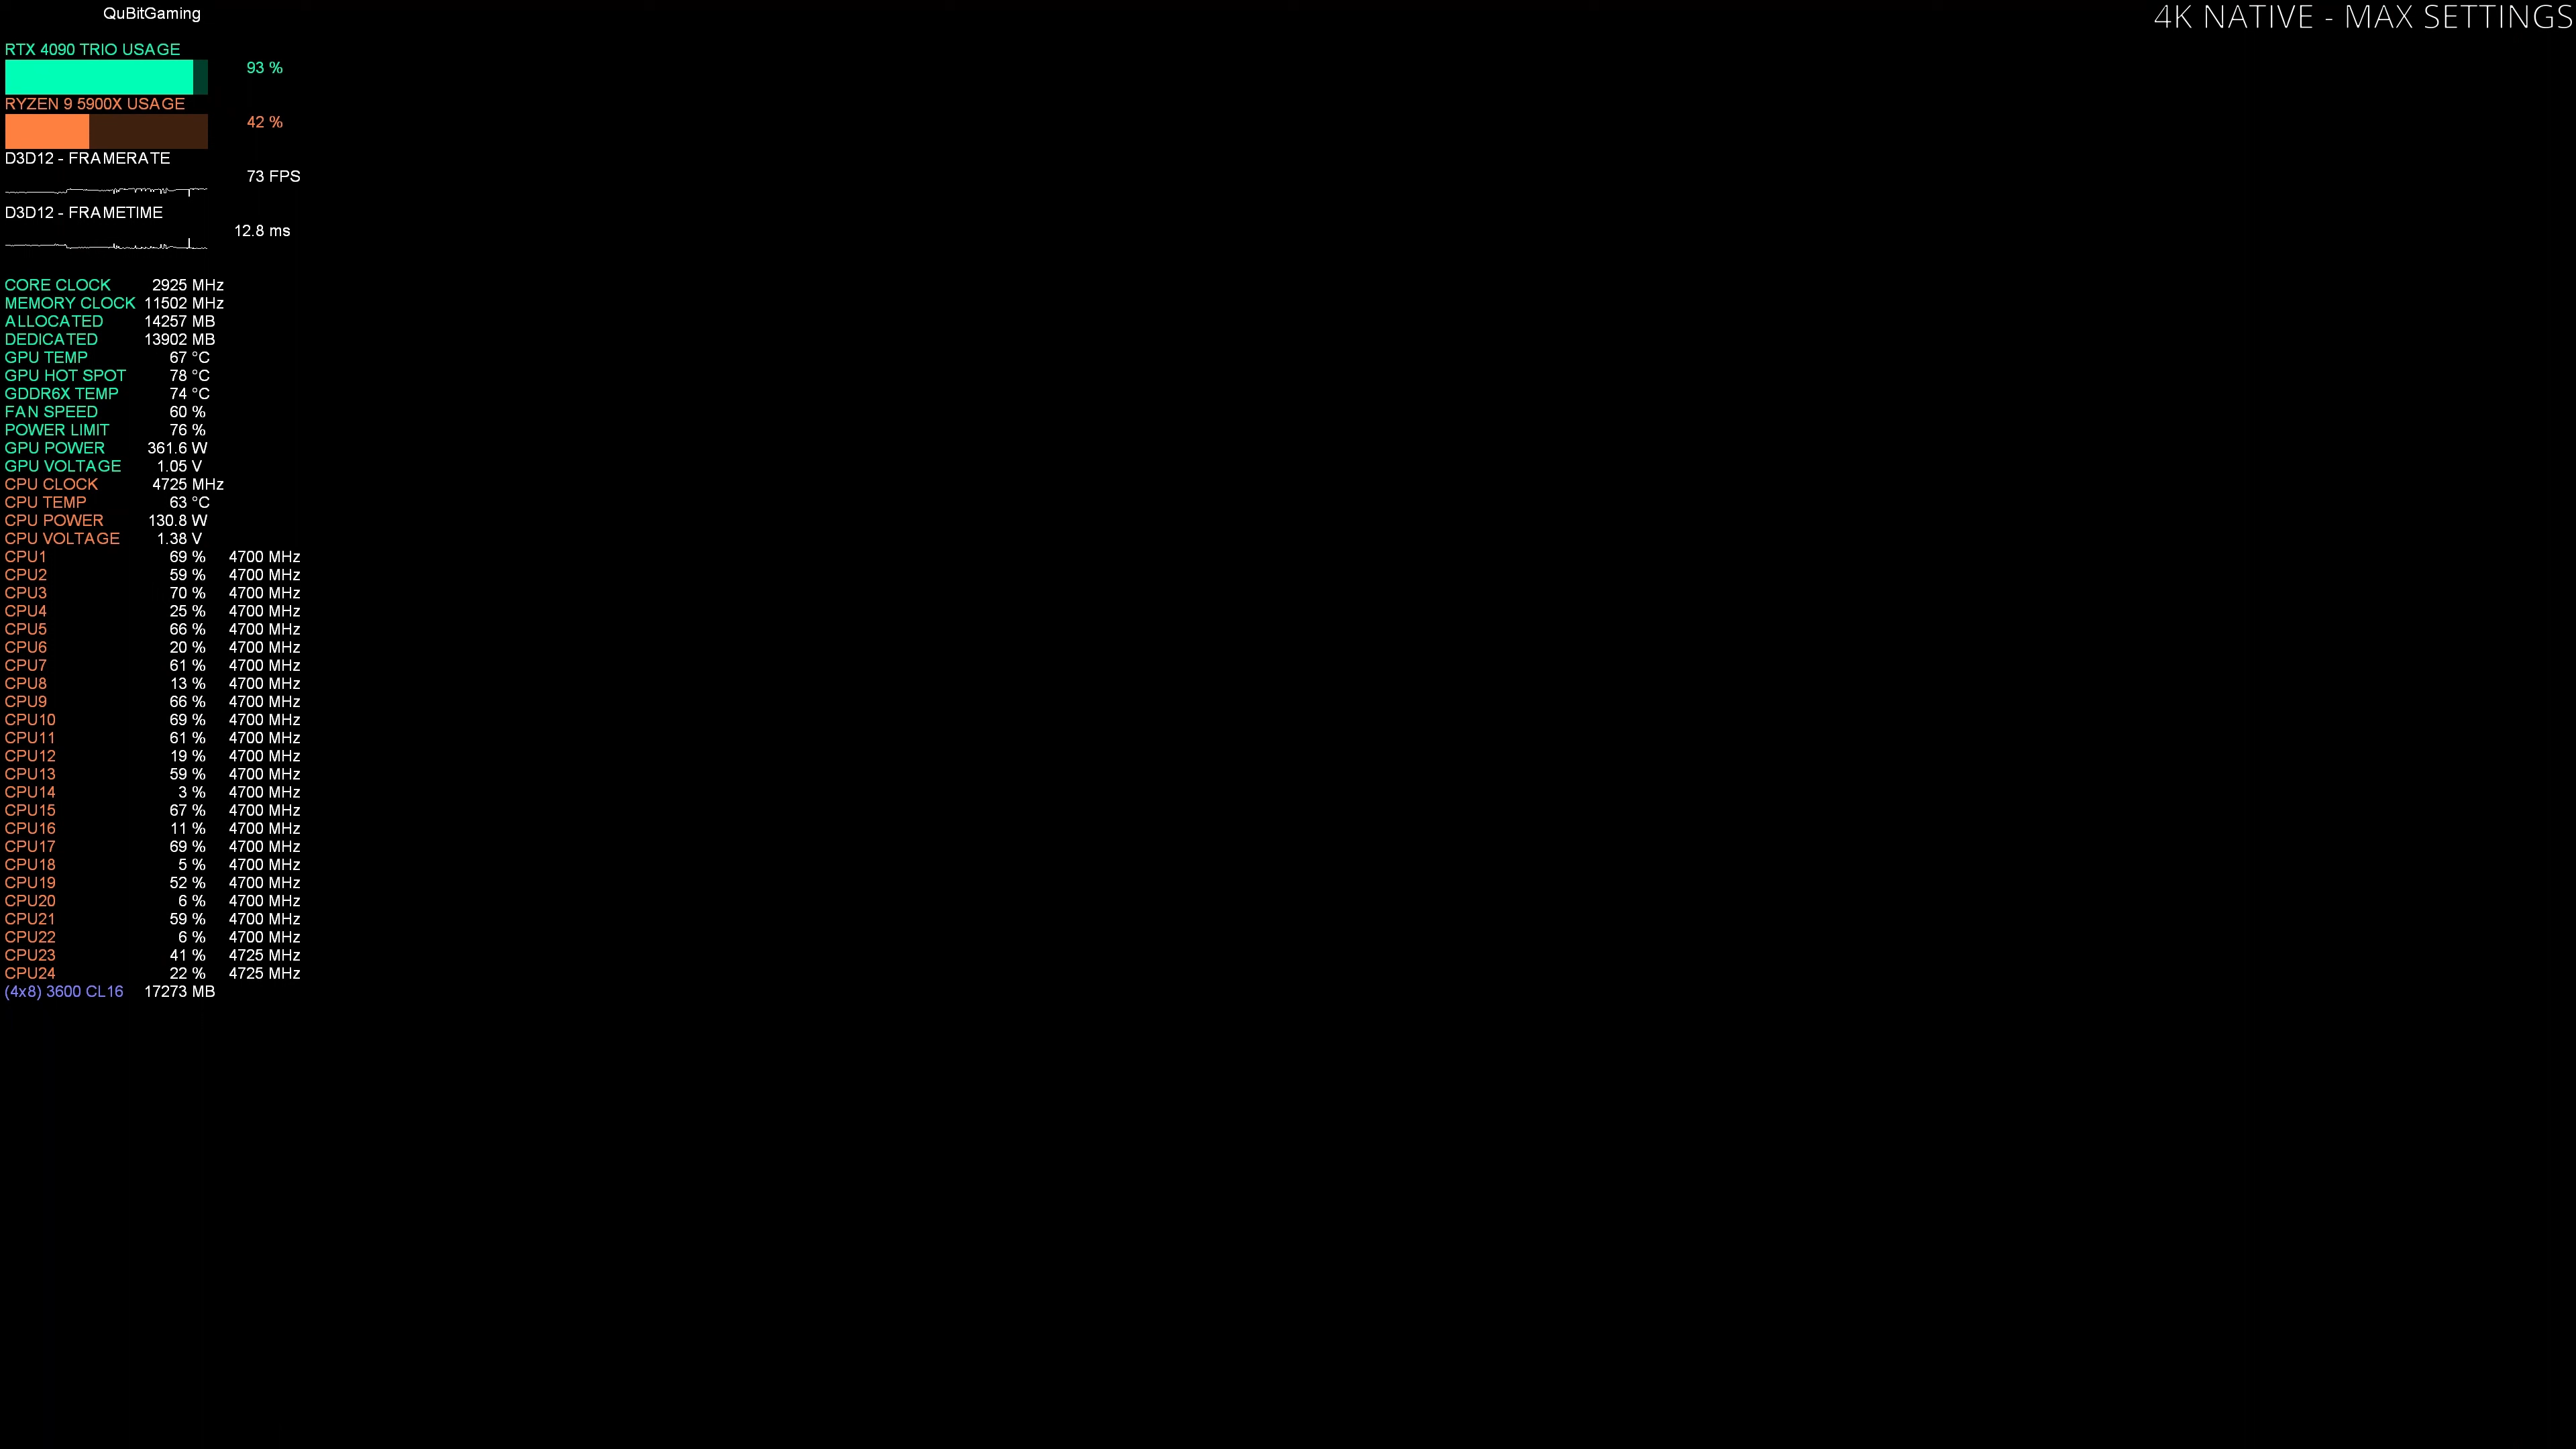 QuBitGaming
4K NATIVE - MAX SETTINGS
RTX 4090 TRIO USAGE
93 %
RYZEN 9 5900X USAGE
42 %
D3D12 - FRAMERATE
73 FPS
D3D12 - FRAMETIME
12.8 ms
CORE CLOCK 2925 MHz
MEMORY CLOCK 11502 MHz
ALLOCATED 14257 MB
DEDICATED 13902 MB
GPU TEMP 67 °C
GPU HOT SPOT 78 °C
GDDR6X TEMP 74 °C
FAN SPEED 60 %
POWER LIMIT 76 %
GPU POWER 361.6 W
GPU VOLTAGE 1.05 V
CPU CLOCK 4725 MHz
CPU TEMP 63 °C
CPU POWER 130.8 W
CPU VOLTAGE 1.38 V
CPU1 69 % 4700 MHz
CPU2 59 % 4700 MHz
CPU3 70 % 4700 MHz
CPU4 25 % 4700 MHz
CPU5 66 % 4700 MHz
CPU6 20 % 4700 MHz
CPU7 61 % 4700 MHz
CPU8 13 % 4700 MHz
CPU9 66 % 4700 MHz
CPU10 69 % 4700 MHz
CPU11 61 % 4700 MHz
CPU12 19 % 4700 MHz
CPU13 59 % 4700 MHz
CPU14 3 % 4700 MHz
CPU15 67 % 4700 MHz
CPU16 11 % 4700 MHz
CPU17 69 % 4700 MHz
CPU18 5 % 4700 MHz
CPU19 52 % 4700 MHz
CPU20 6 % 4700 MHz
CPU21 59 % 4700 MHz
CPU22 6 % 4700 MHz
CPU23 41 % 4725 MHz
CPU24 22 % 4725 MHz
(4x8) 3600 CL16 17273 MB